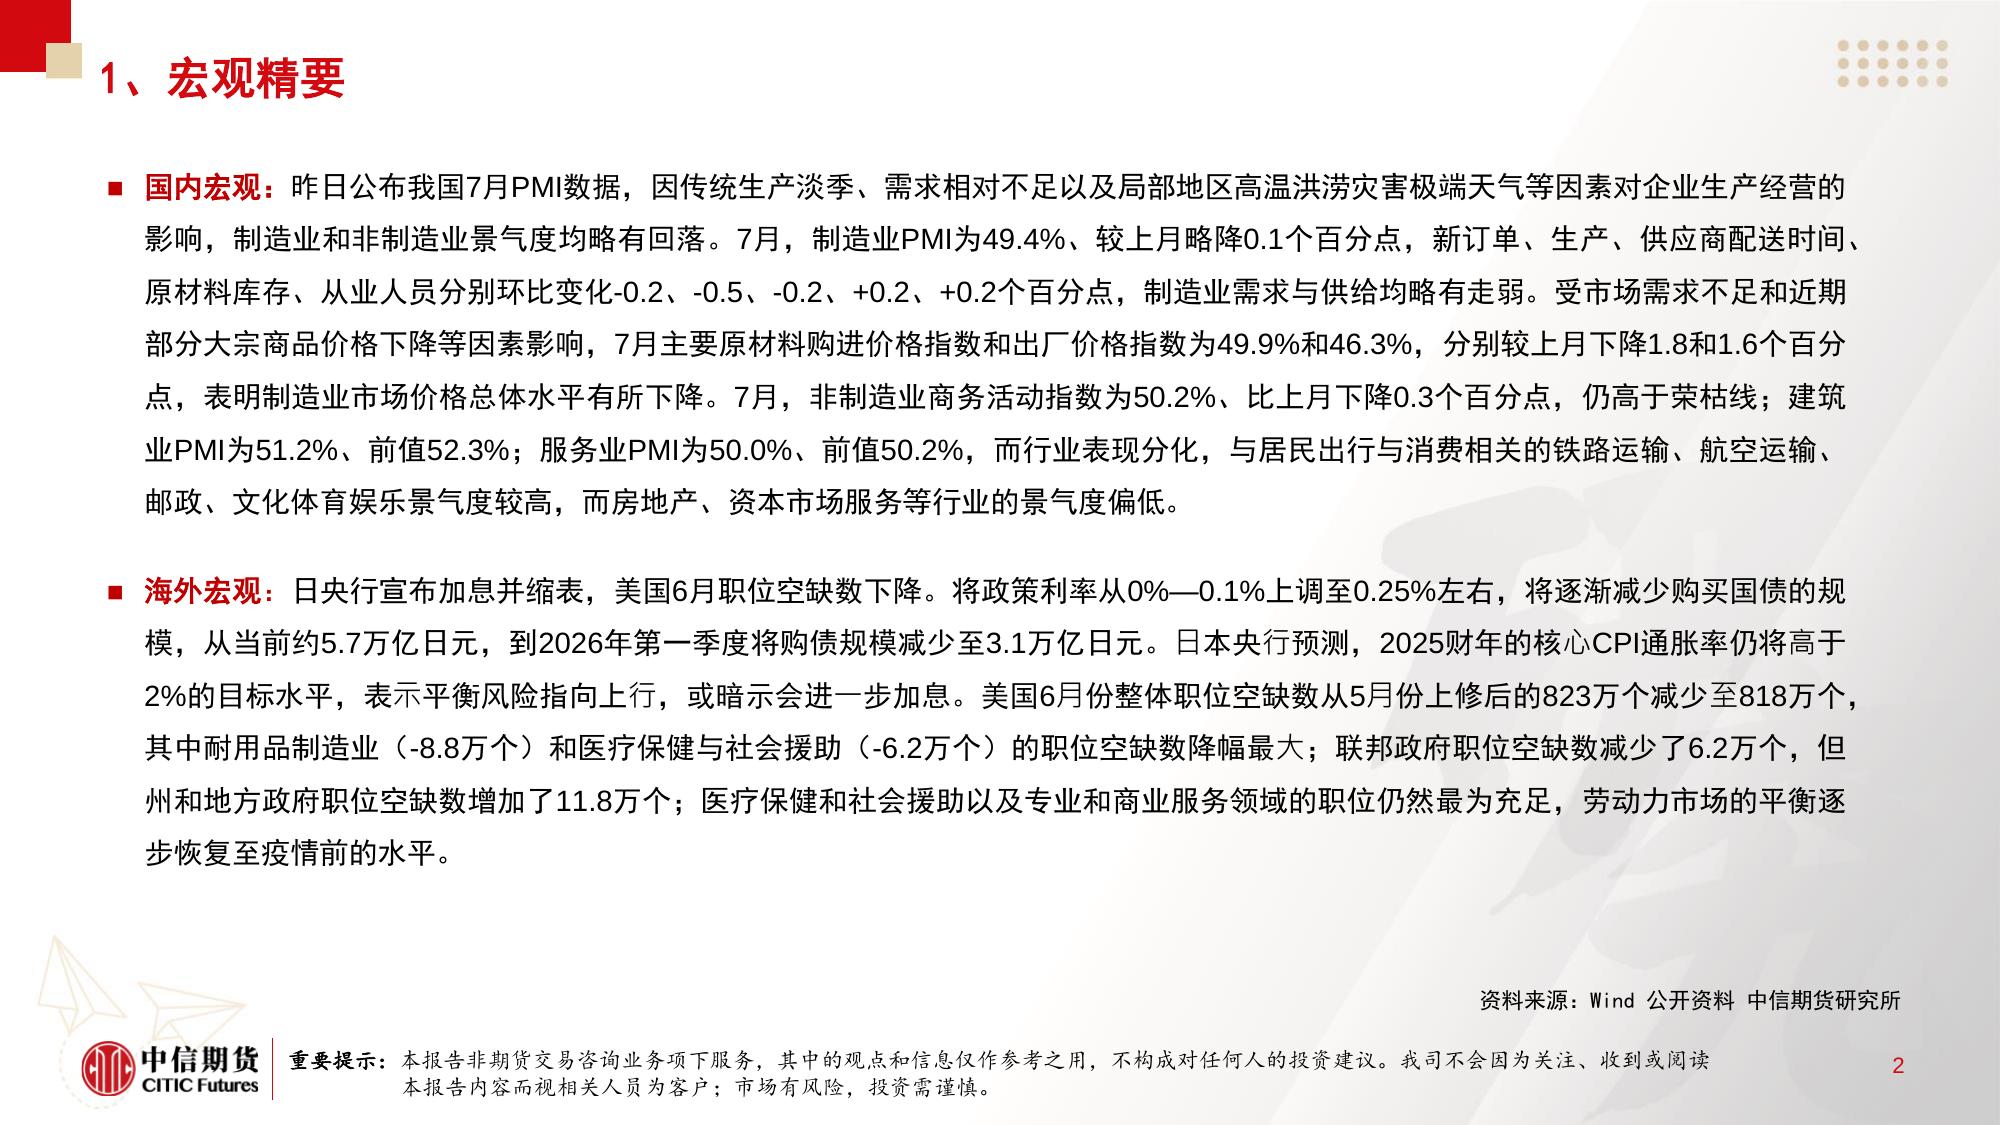 1、宏观精要
■ 国内宏观：昨日公布我国7月PMI数据，因传统生产淡季、需求相对不足以及局部地区高温洪涝灾害极端天气等因素对企业生产经营的
影响，制造业和非制造业景气度均略有回落。7月，制造业PMI为49.4%、较上月略降0.1个百分点，新订单、生产、供应商配送时间、
原材料库存、从业人员分别环比变化-0.2、-0.5、-0.2、+0.2、+0.2个百分点，制造业需求与供给均略有走弱。受市场需求不足和近期
部分大宗商品价格下降等因素影响，7月主要原材料购进价格指数和出厂价格指数为49.9%和46.3%，分别较上月下降1.8和1.6个百分
点，表明制造业市场价格总体水平有所下降。7月，非制造业商务活动指数为50.2%、比上月下降0.3个百分点，仍高于荣枯线；建筑
业PMI为51.2%、前值52.3%；服务业PMI为50.0%、前值50.2%，而行业表现分化，与居民出行与消费相关的铁路运输、航空运输、
邮政、文化体育娱乐景气度较高，而房地产、资本市场服务等行业的景气度偏低。
■ 海外宏观：日央行宣布加息并缩表，美国6月职位空缺数下降。将政策利率从0%—0.1%上调至0.25%左右，将逐渐减少购买国债的规
模，从当前约5.7万亿日元，到2026年第一季度将购债规模减少至3.1万亿日元。日本央行预测，2025财年的核心CPI通胀率仍将高于
2%的目标水平，表示平衡风险指向上行，或暗示会进一步加息。美国6月份整体职位空缺数从5月份上修后的823万个减少至818万个，
其中耐用品制造业（-8.8万个）和医疗保健与社会援助（-6.2万个）的职位空缺数降幅最大；联邦政府职位空缺数减少了6.2万个，但
州和地方政府职位空缺数增加了11.8万个；医疗保健和社会援助以及专业和商业服务领域的职位仍然最为充足，劳动力市场的平衡逐
步恢复至疫情前的水平。
资料来源：Wind 公开资料 中信期货研究所
中信期货
CITIC Futures
重要提示：本报告非期货交易咨询业务项下服务，其中的观点和信息仅作参考之用，不构成对任何人的投资建议。我司不会因为关注、收到或阅读
本报告内容而视相关人员为客户；市场有风险，投资需谨慎。
2